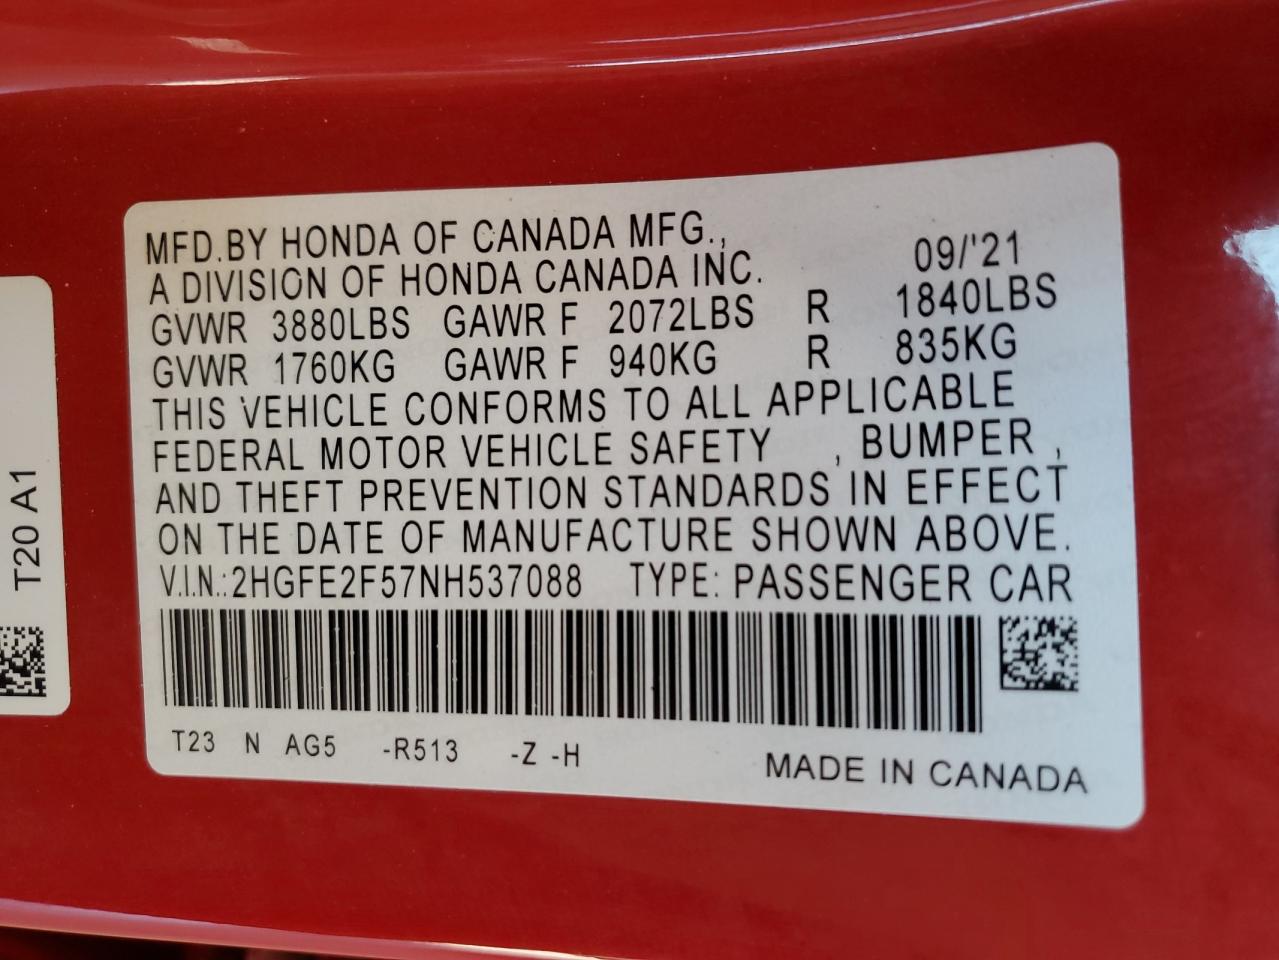 MFD.BY HONDA OF CANADA MFG.,
A DIVISION OF HONDA CANADA INC. 09/'21
GVWR 3880LBS GAWR F 2072LBS R 1840LBS
GVWR 1760KG GAWR F 940KG R 835KG
THIS VEHICLE CONFORMS TO ALL APPLICABLE
FEDERAL MOTOR VEHICLE SAFETY , BUMPER ,
AND THEFT PREVENTION STANDARDS IN EFFECT
ON THE DATE OF MANUFACTURE SHOWN ABOVE.
V.I.N.:2HGFE2F57NH537088 TYPE: PASSENGER CAR
T23 N AG5 -R513 -Z -H
MADE IN CANADA
T20 A1